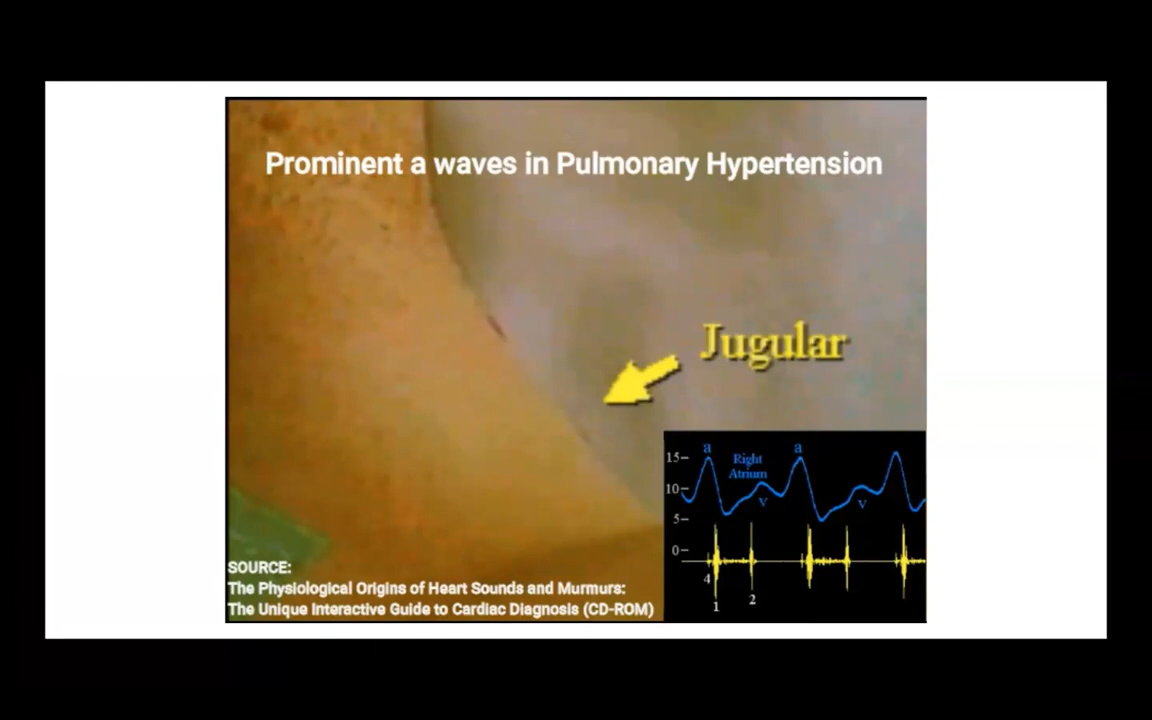 Prominent a waves in Pulmonary Hypertension
Jugular
a
a
15-
Right
Atrium
10-
v
v
5-
0-
4
1
2
SOURCE:
The Physiological Origins of Heart Sounds and Murmurs:
The Unique Interactive Guide to Cardiac Diagnosis (CD-ROM)